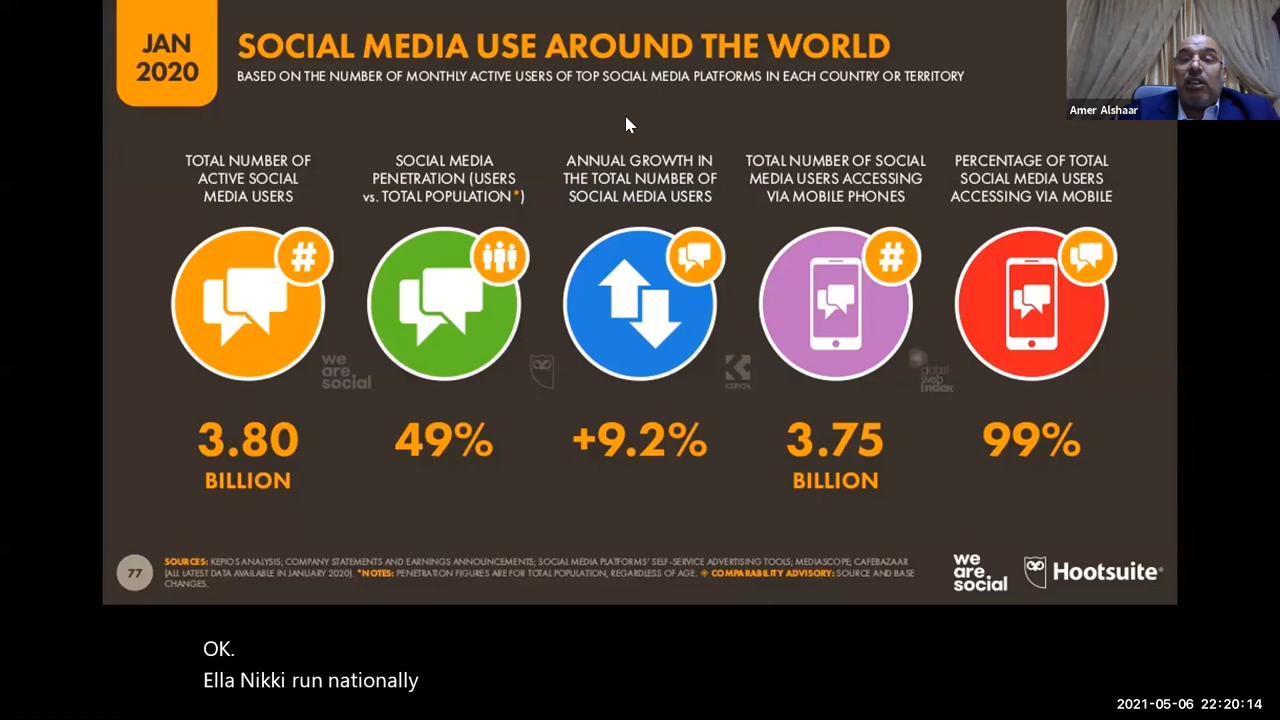 JAN
2020
SOCIAL MEDIA USE AROUND THE WORLD
BASED ON THE NUMBER OF MONTHLY ACTIVE USERS OF TOP SOCIAL MEDIA PLATFORMS IN EACH COUNTRY OR TERRITORY
Amer Alshaar
TOTAL NUMBER OF
ACTIVE SOCIAL
MEDIA USERS
SOCIAL MEDIA
PENETRATION (USERS
vs. TOTAL POPULATION*)
ANNUAL GROWTH IN
THE TOTAL NUMBER OF
SOCIAL MEDIA USERS
TOTAL NUMBER OF SOCIAL
MEDIA USERS ACCESSING
VIA MOBILE PHONES
PERCENTAGE OF TOTAL
SOCIAL MEDIA USERS
ACCESSING VIA MOBILE
#
#
we
are
social
KEPIOS
global
web
index
3.80
BILLION
49%
+9.2%
3.75
BILLION
99%
77
SOURCES: KEPIOS ANALYSIS; COMPANY STATEMENTS AND EARNINGS ANNOUNCEMENTS; SOCIAL MEDIA PLATFORMS' SELF-SERVICE ADVERTISING TOOLS; MEDIASCOPE; CAFEBAZAAR
(ALL LATEST DATA AVAILABLE IN JANUARY 2020). *NOTES: PENETRATION FIGURES ARE FOR TOTAL POPULATION, REGARDLESS OF AGE. COMPARABILITY ADVISORY: SOURCE AND BASE
CHANGES.
we
are
social
Hootsuite®
OK.
Ella Nikki run nationally
2021-05-06 22:20:14